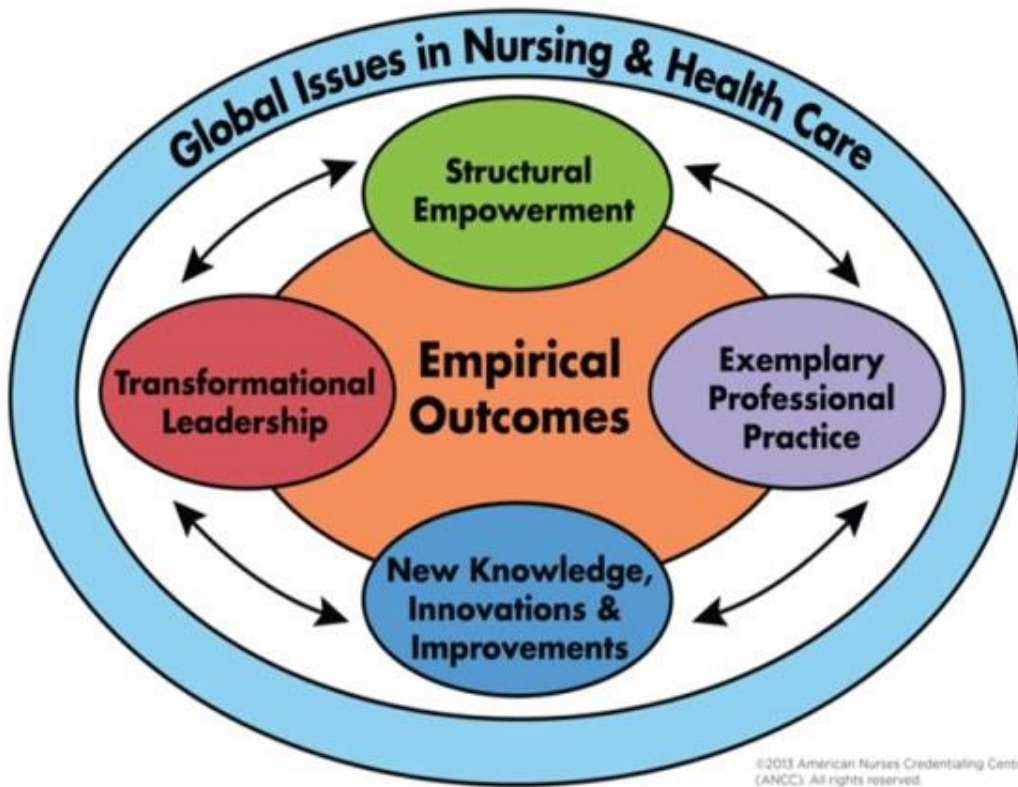 Global Issues in Nursing & Health Care
Structural
Empowerment
Transformational
Leadership
Empirical
Outcomes
Exemplary
Professional
Practice
New Knowledge,
Innovations &
Improvements
©2013 American Nurses Credentialing Cente
(ANCC). All rights reserved.